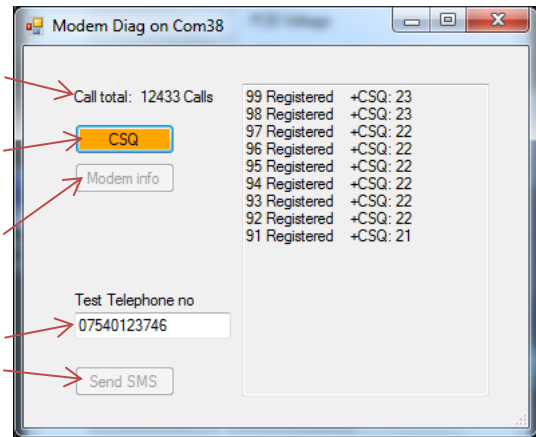 Modem Diag on Com38
Call total: 12433 Calls
CSQ
Modem info
99 Registered +CSQ: 23
98 Registered +CSQ: 23
97 Registered +CSQ: 22
96 Registered +CSQ: 22
95 Registered +CSQ: 22
94 Registered +CSQ: 22
93 Registered +CSQ: 22
92 Registered +CSQ: 22
91 Registered +CSQ: 21
Test Telephone no
07540123746
Send SMS